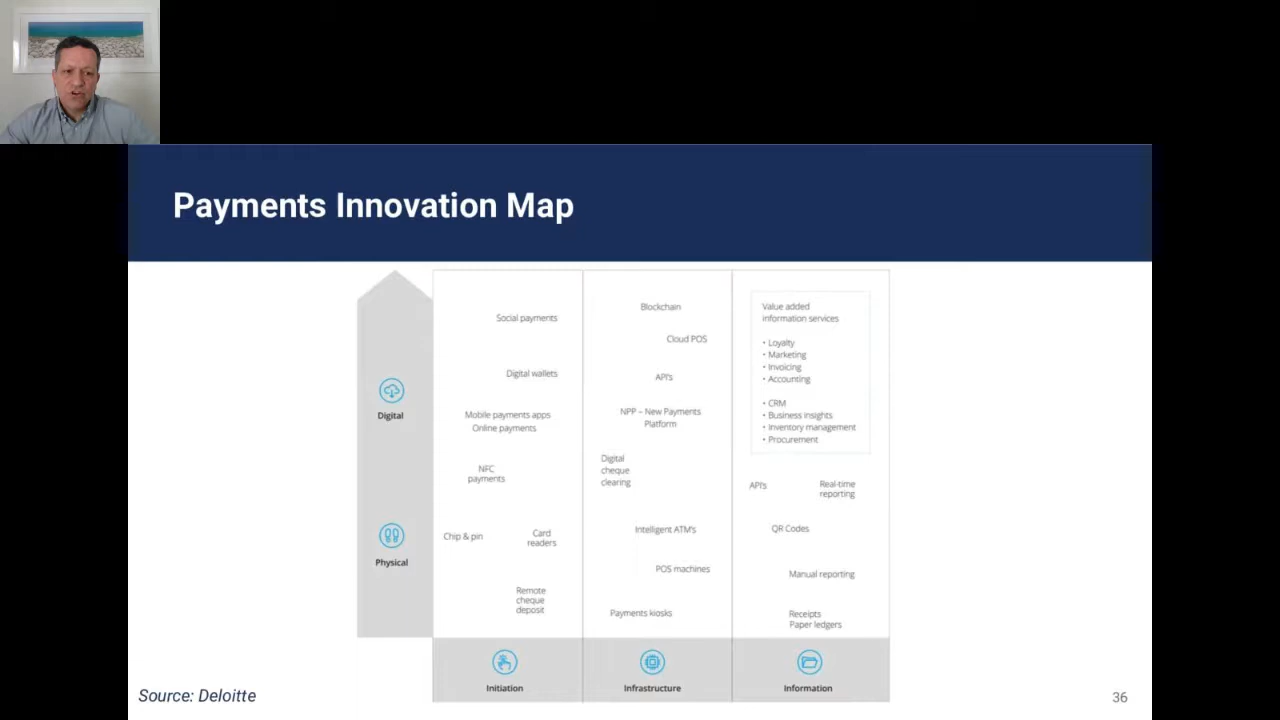 Payments Innovation Map
Digital
Physical
Social payments
Digital wallets
Mobile payments apps
Online payments
NFC
payments
Chip & pin
Card
readers
Remote
cheque
deposit
Initiation
Blockchain
Cloud POS
API's
NPP – New Payments
Platform
Digital
cheque
clearing
Intelligent ATM's
POS machines
Payments kiosks
Infrastructure
Value added
information services
• Loyalty
• Marketing
• Invoicing
• Accounting
• CRM
• Business insights
• Inventory management
• Procurement
API's
Real-time
reporting
QR Codes
Manual reporting
Receipts
Paper ledgers
Information
Source: Deloitte
36